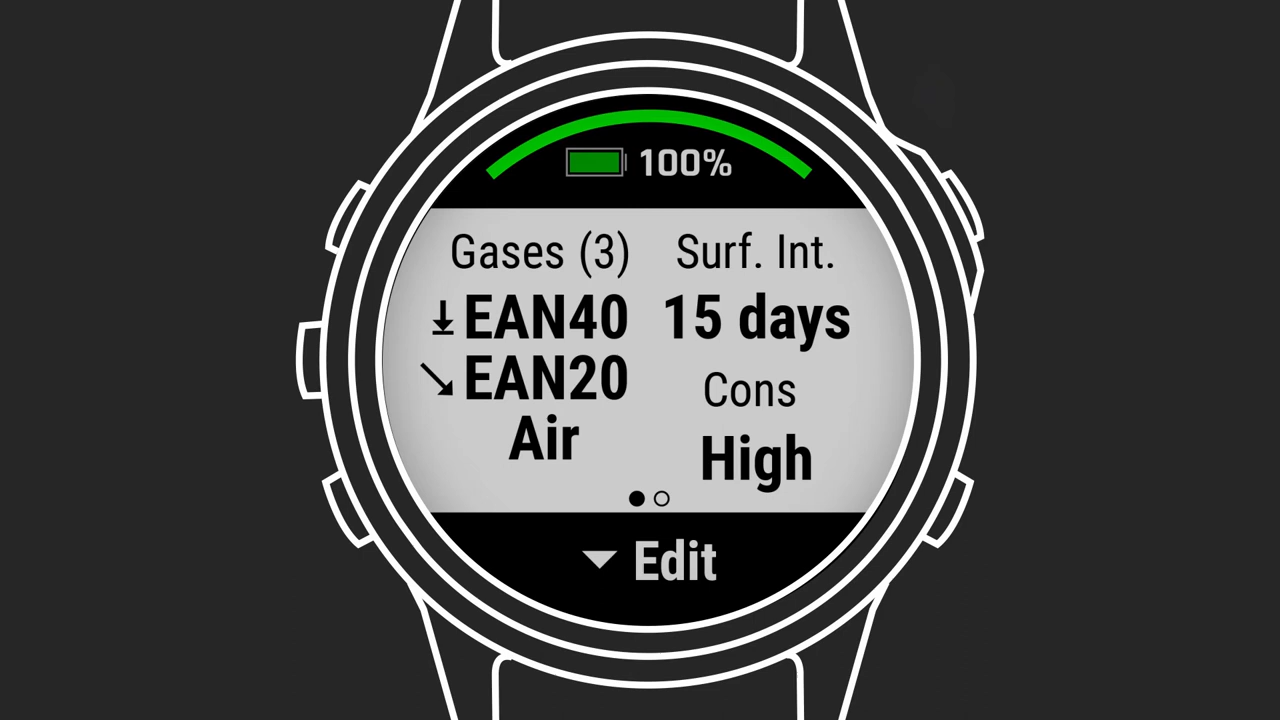 100%
Gases (3)
EAN40
EAN20
Air
Surf. Int.
15 days
Cons
High
Edit